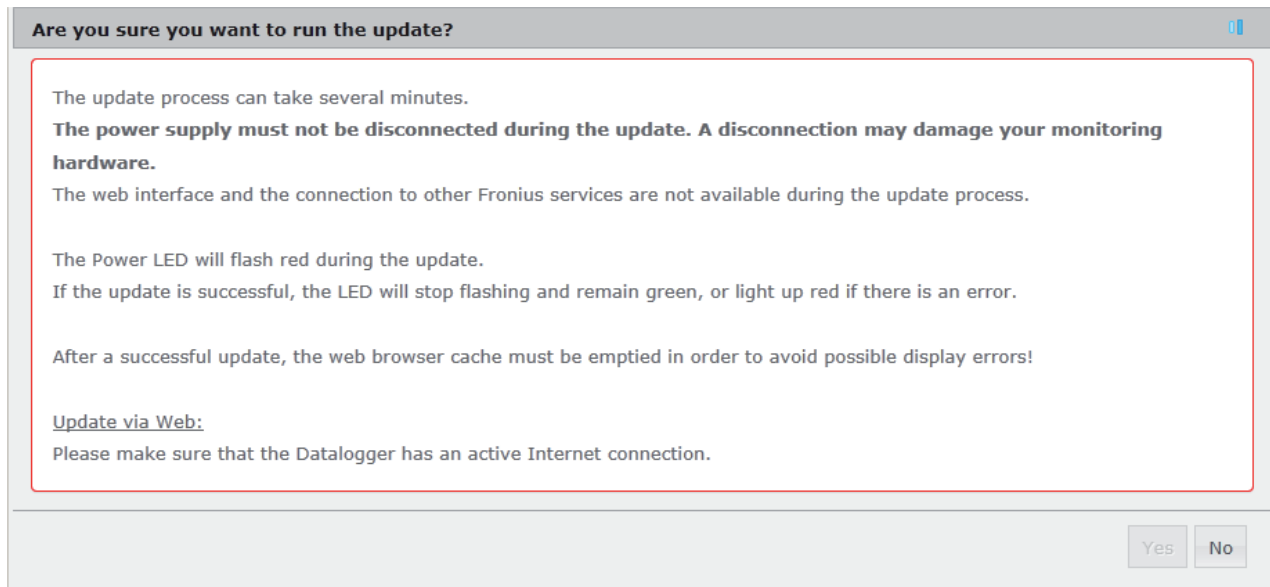 Are you sure you want to run the update?
The update process can take several minutes.
The power supply must not be disconnected during the update. A disconnection may damage your monitoring
hardware.
The web interface and the connection to other Fronius services are not available during the update process.
The Power LED will flash red during the update.
If the update is successful, the LED will stop flashing and remain green, or light up red if there is an error.
After a successful update, the web browser cache must be emptied in order to avoid possible display errors!
Update via Web:
Please make sure that the Datalogger has an active Internet connection.
Yes No